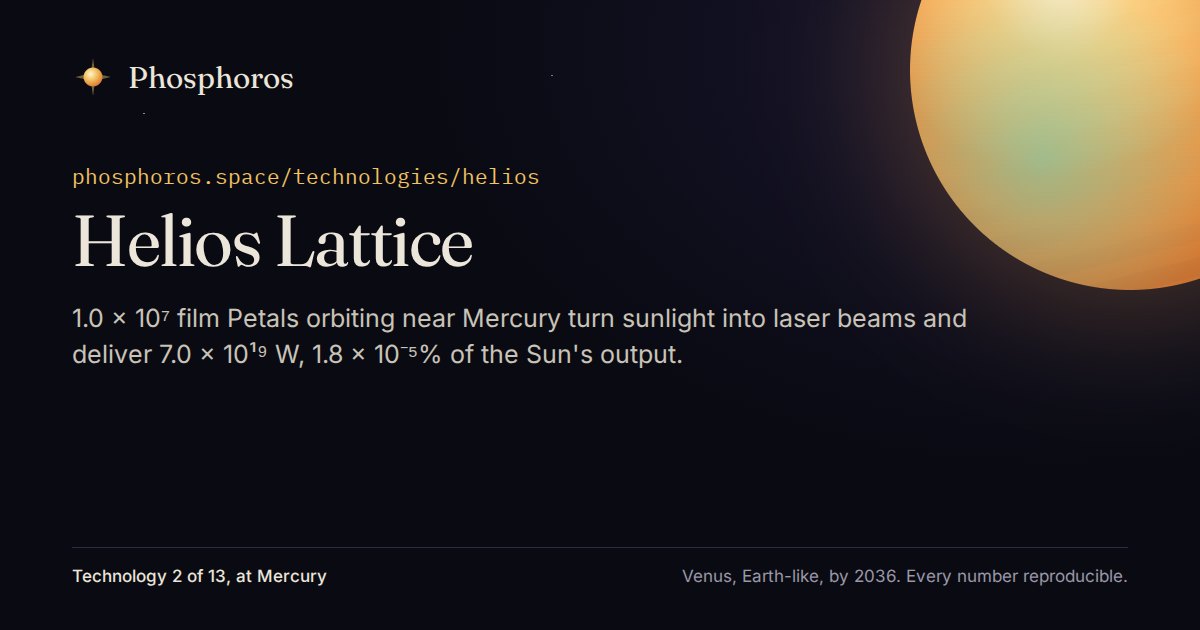 Phosphoros
phosphoros.space/technologies/helios
Helios Lattice
1.0 × 10⁷ film Petals orbiting near Mercury turn sunlight into laser beams and
deliver 7.0 × 10¹⁹ W, 1.8 × 10⁻⁵% of the Sun's output.
Technology 2 of 13, at Mercury
Venus, Earth-like, by 2036. Every number reproducible.